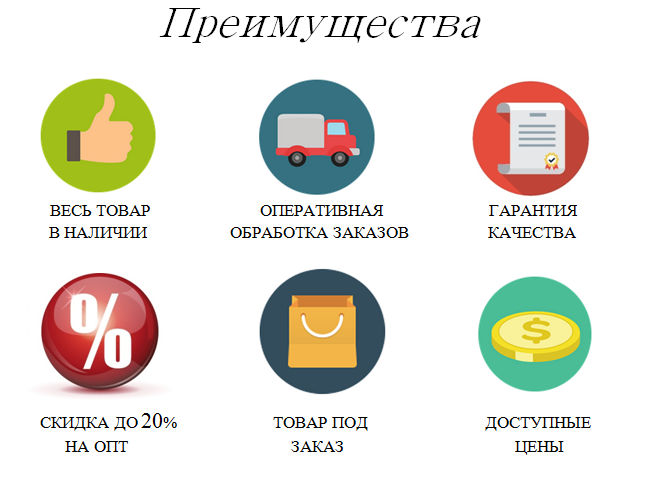 Преимущества
ВЕСЬ ТОВАР
В НАЛИЧИИ
ОПЕРАТИВНАЯ
ОБРАБОТКА ЗАКАЗОВ
ГАРАНТИЯ
КАЧЕСТВА
%
$
СКИДКА ДО 20%
НА ОПТ
ТОВАР ПОД
ЗАКАЗ
ДОСТУПНЫЕ
ЦЕНЫ